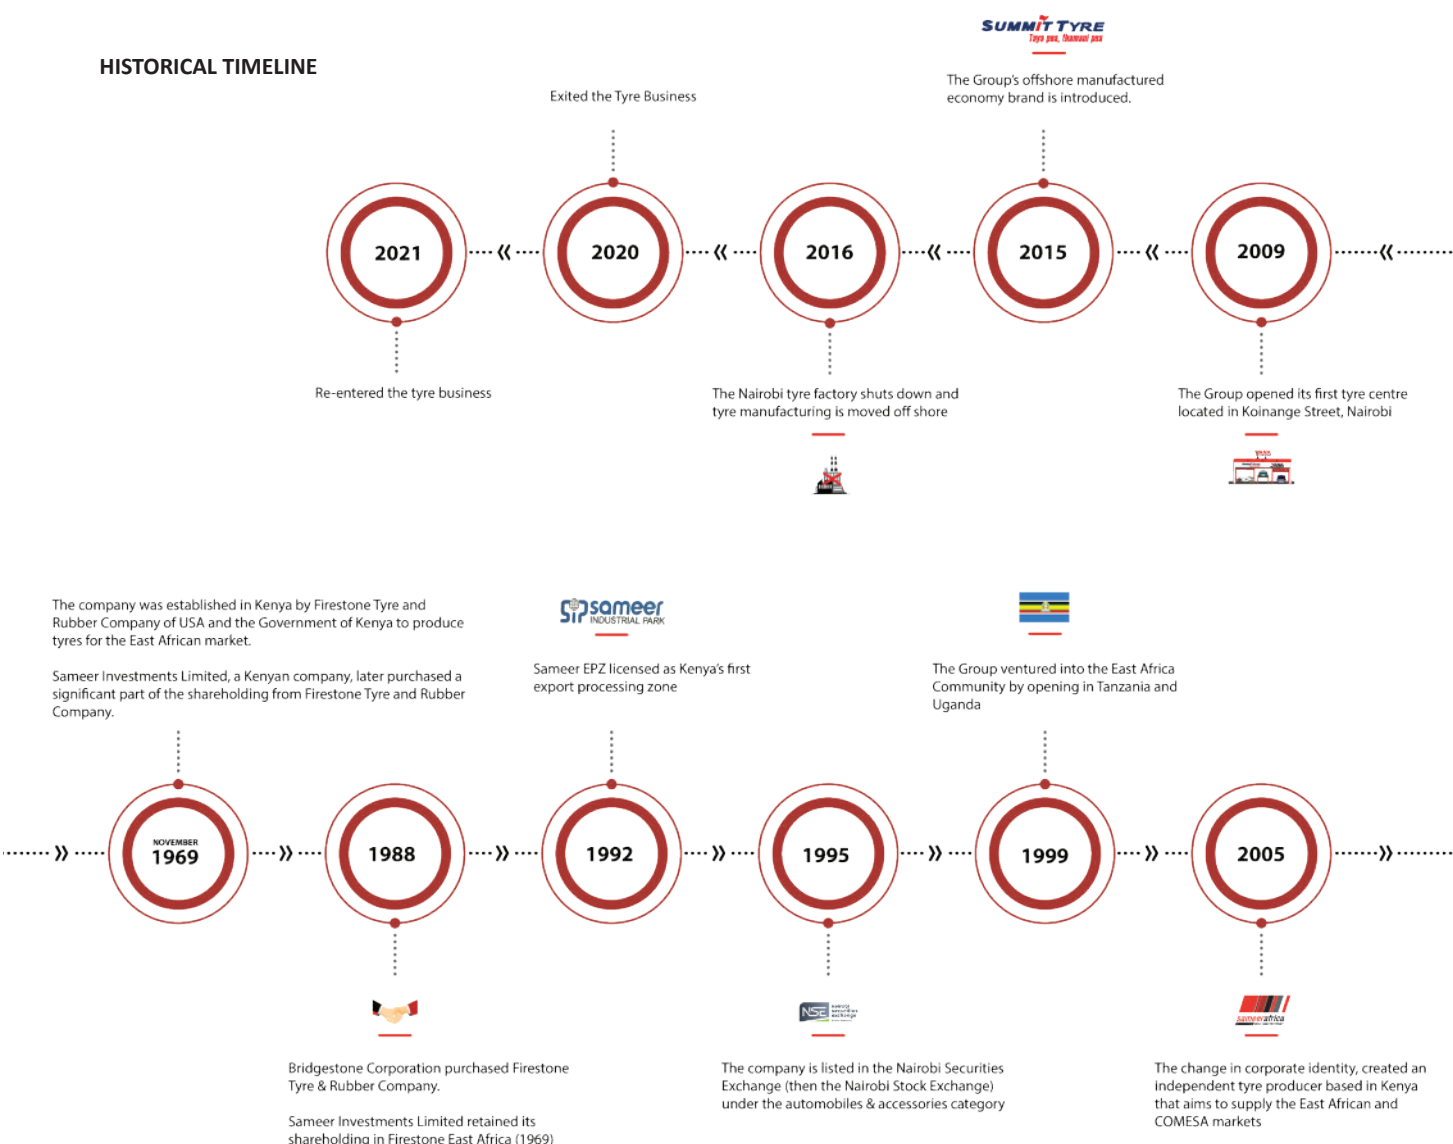 HISTORICAL TIMELINE
SUMMIT TYRE
Taya poa, thamani poa
The Group's offshore manufactured
economy brand is introduced.
Exited the Tyre Business
2021
2020
2016
2015
2009
Re-entered the tyre business
The Nairobi tyre factory shuts down and
tyre manufacturing is moved off shore
The Group opened its first tyre centre
located in Koinange Street, Nairobi
The company was established in Kenya by Firestone Tyre and
Rubber Company of USA and the Government of Kenya to produce
tyres for the East African market.
Sameer Investments Limited, a Kenyan company, later purchased a
significant part of the shareholding from Firestone Tyre and Rubber
Company.
SIP sameer
INDUSTRIAL PARK
Sameer EPZ licensed as Kenya's first
export processing zone
The Group ventured into the East Africa
Community by opening in Tanzania and
Uganda
NOVEMBER
1969
1988
1992
1995
1999
2005
Bridgestone Corporation purchased Firestone
Tyre & Rubber Company.
Sameer Investments Limited retained its
shareholding in Firestone East Africa (1969)
NSE
nairobi
securities
exchange
The company is listed in the Nairobi Securities
Exchange (then the Nairobi Stock Exchange)
under the automobiles & accessories category
sameerafrica
The change in corporate identity, created an
independent tyre producer based in Kenya
that aims to supply the East African and
COMESA markets